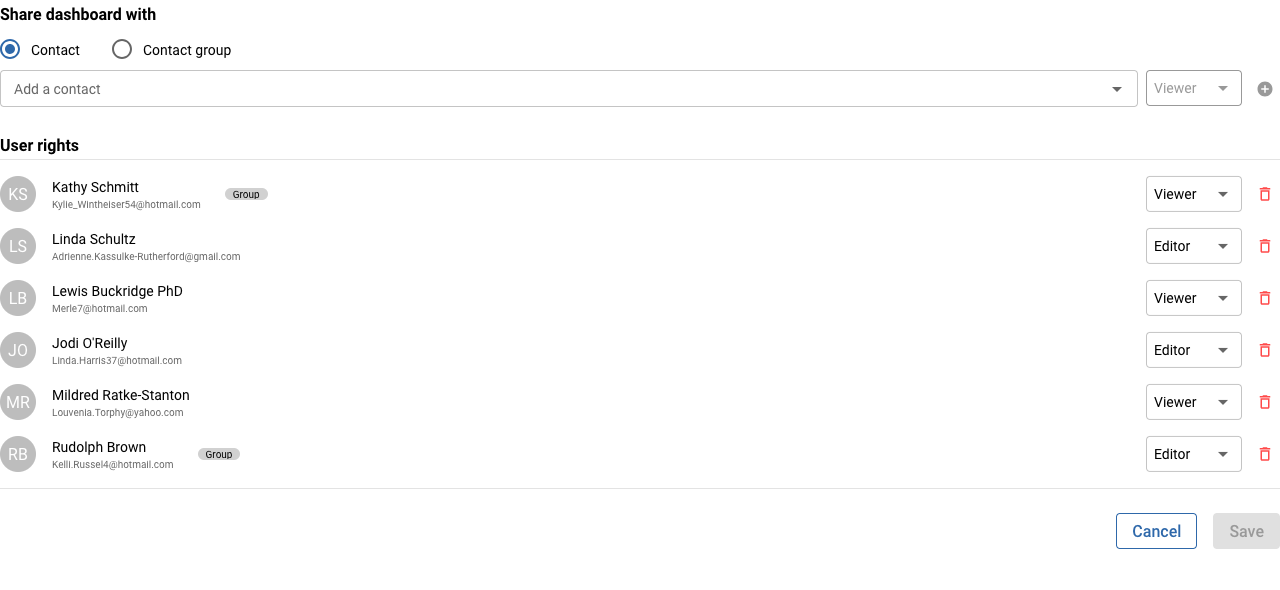 Share dashboard with
Contact
Contact group
Add a contact
Viewer
User rights
KS
Kathy Schmitt
Kylie_Wintheiser54@hotmail.com
Group
Viewer
LS
Linda Schultz
Adrienne.Kassulke-Rutherford@gmail.com
Editor
LB
Lewis Buckridge PhD
Merle7@hotmail.com
Viewer
JO
Jodi O'Reilly
Linda.Harris37@hotmail.com
Editor
MR
Mildred Ratke-Stanton
Louvenia.Torphy@yahoo.com
Viewer
RB
Rudolph Brown
Kelli.Russel4@hotmail.com
Group
Editor
Cancel
Save